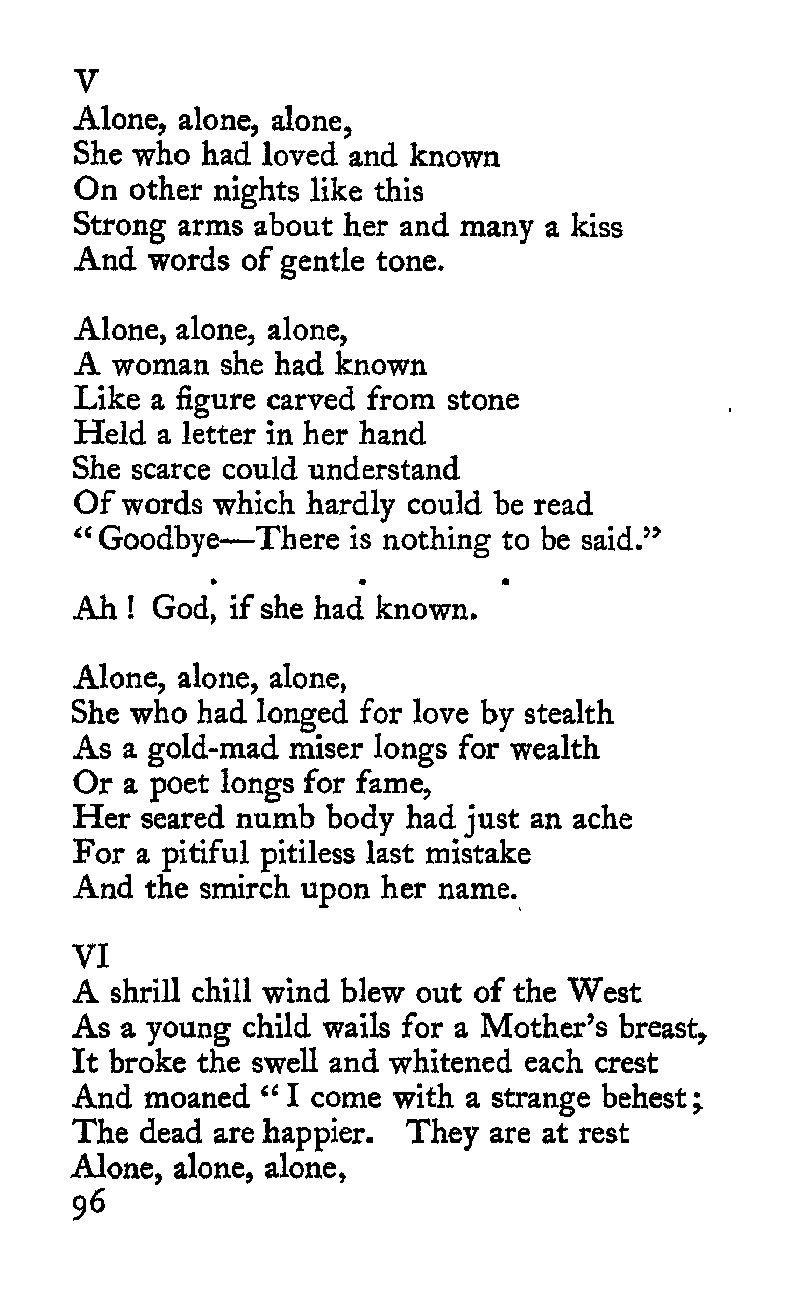 V
Alone, alone, alone,
She who had loved and known
On other nights like this
Strong arms about her and many a kiss
And words of gentle tone.

Alone, alone, alone,
A woman she had known
Like a figure carved from stone
Held a letter in her hand
She scarce could understand
Of words which hardly could be read
“Goodbye—There is nothing to be said.”
. . .
Ah! God, if she had known.

Alone, alone, alone,
She who had longed for love by stealth
As a gold-mad miser longs for wealth
Or a poet longs for fame,
Her seared numb body had just an ache
For a pitiful pitiless last mistake
And the smirch upon her name.

VI
A shrill chill wind blew out of the West
As a young child wails for a Mother’s breast,
It broke the swell and whitened each crest
And moaned “I come with a strange behest;
The dead are happier. They are at rest
Alone, alone, alone,
96